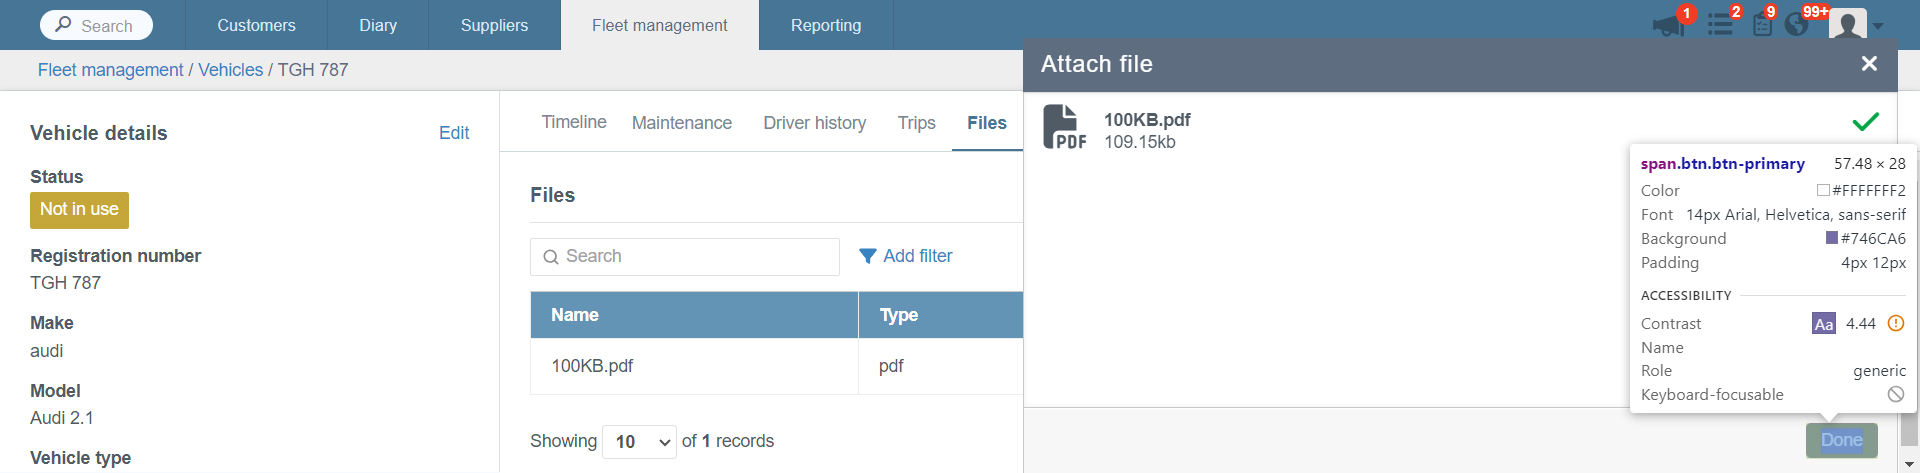 Search
Customers
Diary
Suppliers
Fleet management
Reporting
1
2
9
99+
Fleet management / Vehicles / TGH 787
Attach file
Vehicle details
Edit
Status
Not in use
Registration number
TGH 787
Make
audi
Model
Audi 2.1
Vehicle type
Timeline
Maintenance
Driver history
Trips
Files
Files
Search
Add filter
Name
Type
100KB.pdf
pdf
Showing 10 of 1 records
PDF
100KB.pdf
109.15kb
span.btn.btn-primary 57.48 × 28
Color #FFFFFFF2
Font 14px Arial, Helvetica, sans-serif
Background #746CA6
Padding 4px 12px
ACCESSIBILITY
Contrast Aa 4.44
Name
Role generic
Keyboard-focusable
Done